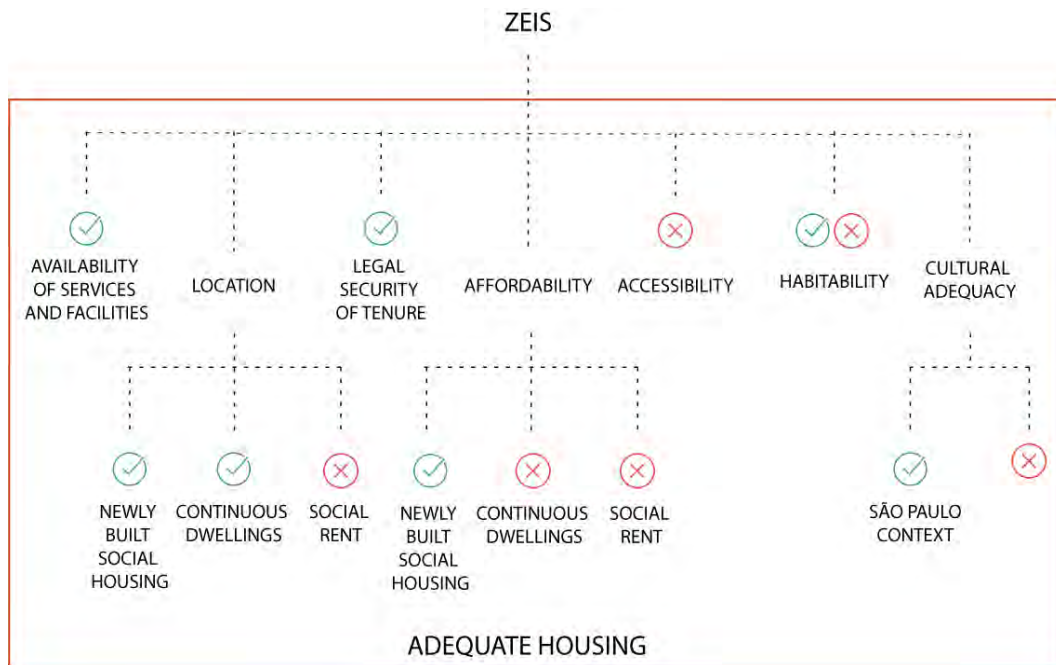 ZEIS
AVAILABILITY
OF SERVICES
AND FACILITIES
LOCATION
LEGAL
SECURITY
OF TENURE
AFFORDABILITY
ACCESSIBILITY
HABITABILITY
CULTURAL
ADEQUACY
NEWLY
BUILT
SOCIAL
HOUSING
CONTINUOUS
DWELLINGS
SOCIAL
RENT
NEWLY
BUILT
SOCIAL
HOUSING
CONTINUOUS
DWELLINGS
SOCIAL
RENT
SÃO PAULO
CONTEXT
ADEQUATE HOUSING